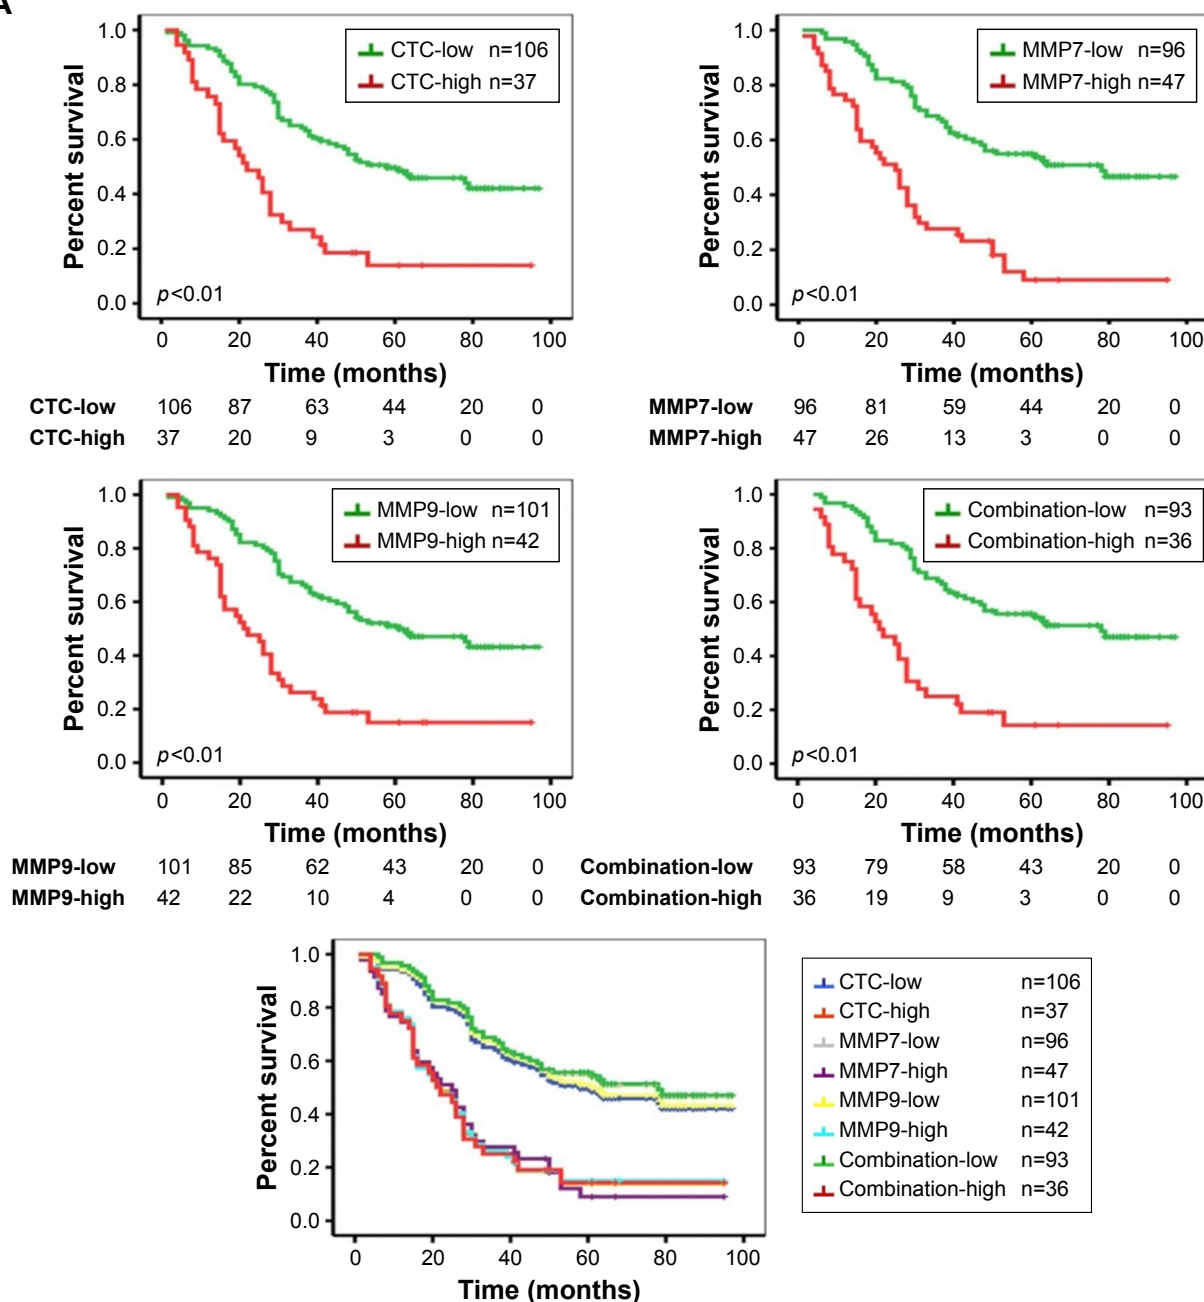 A
1.0
0.8
0.6
0.4
0.2
0.0
Percent survival
CTC-low n=106
CTC-high n=37
p<0.01
0 20 40 60 80 100
Time (months)
CTC-low 106 87 63 44 20 0
CTC-high 37 20 9 3 0 0
1.0
0.8
0.6
0.4
0.2
0.0
Percent survival
MMP7-low n=96
MMP7-high n=47
p<0.01
0 20 40 60 80 100
Time (months)
MMP7-low 96 81 59 44 20 0
MMP7-high 47 26 13 3 0 0
1.0
0.8
0.6
0.4
0.2
0.0
Percent survival
MMP9-low n=101
MMP9-high n=42
p<0.01
0 20 40 60 80 100
Time (months)
MMP9-low 101 85 62 43 20 0
MMP9-high 42 22 10 4 0 0
1.0
0.8
0.6
0.4
0.2
0.0
Percent survival
Combination-low n=93
Combination-high n=36
p<0.01
0 20 40 60 80 100
Time (months)
Combination-low 93 79 58 43 20 0
Combination-high 36 19 9 3 0 0
1.0
0.8
0.6
0.4
0.2
0.0
Percent survival
0 20 40 60 80 100
Time (months)
CTC-low n=106
CTC-high n=37
MMP7-low n=96
MMP7-high n=47
MMP9-low n=101
MMP9-high n=42
Combination-low n=93
Combination-high n=36